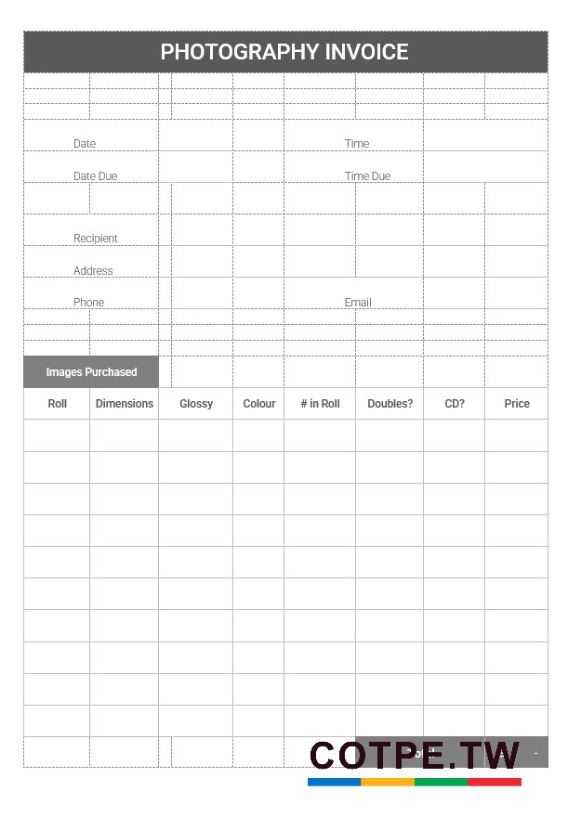 PHOTOGRAPHY INVOICE
Date Time
Date Due Time Due
Recipient
Address
Phone Email
Images Purchased
Roll Dimensions Glossy Colour # in Roll Doubles? CD? Price
COTPE.TW
-